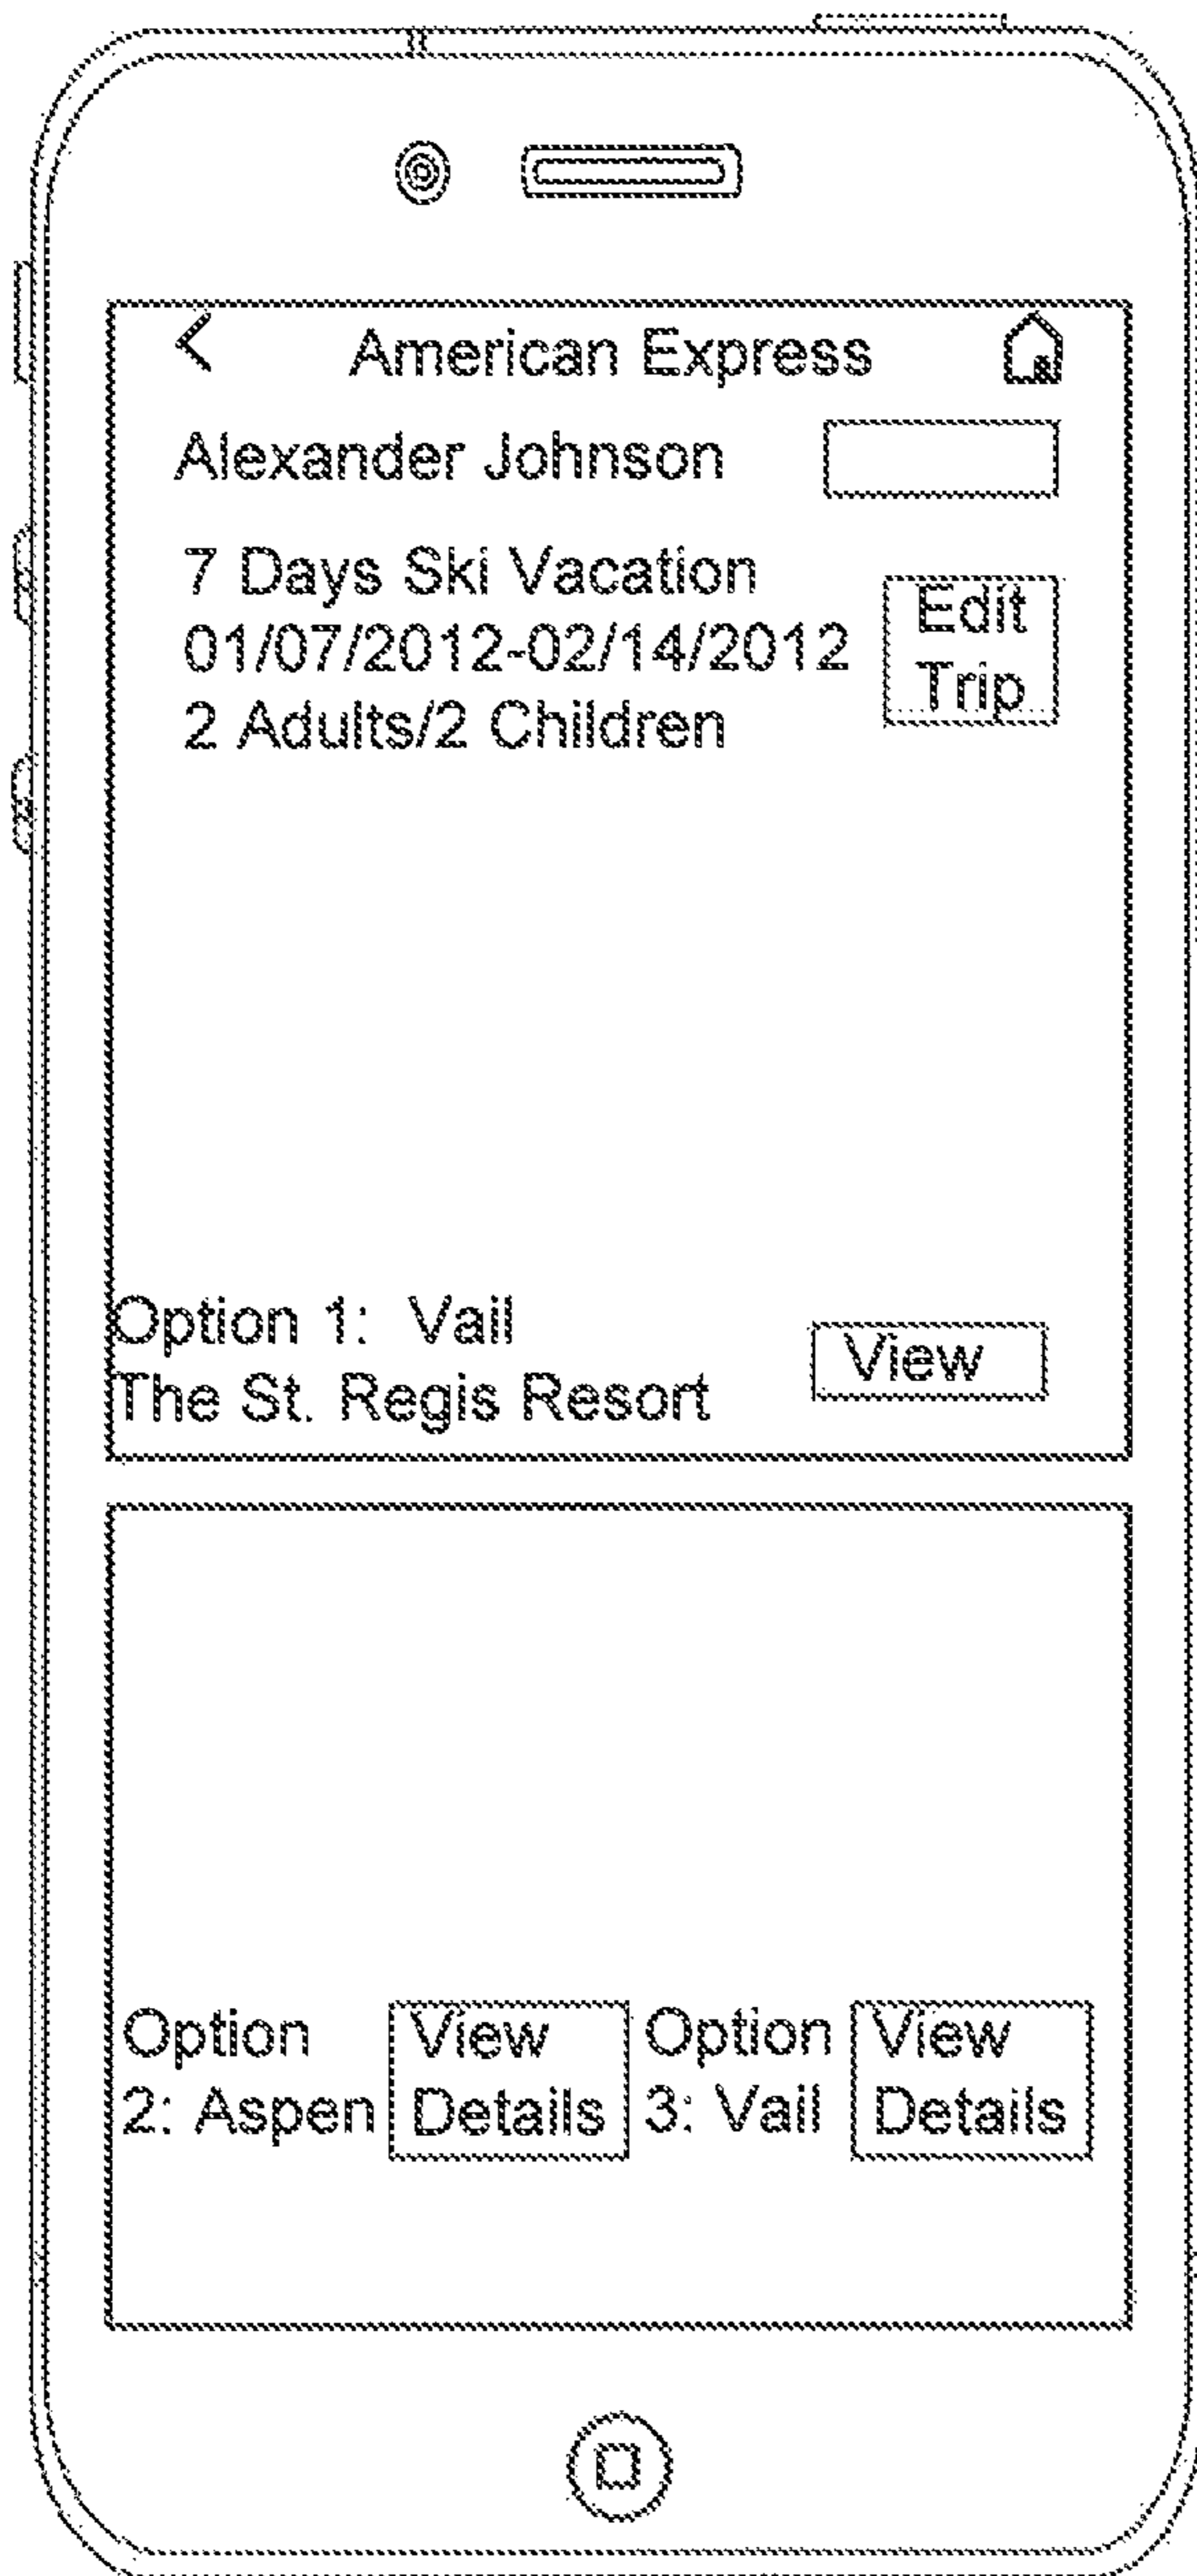 American Express
Alexander Johnson
7 Days Ski Vacation
01/07/2012-02/14/2012
2 Adults/2 Children
Edit
Trip
Option 1: Vail
The St. Regis Resort
View
Option
2: Aspen
View
Details
Option
3: Vail
View
Details